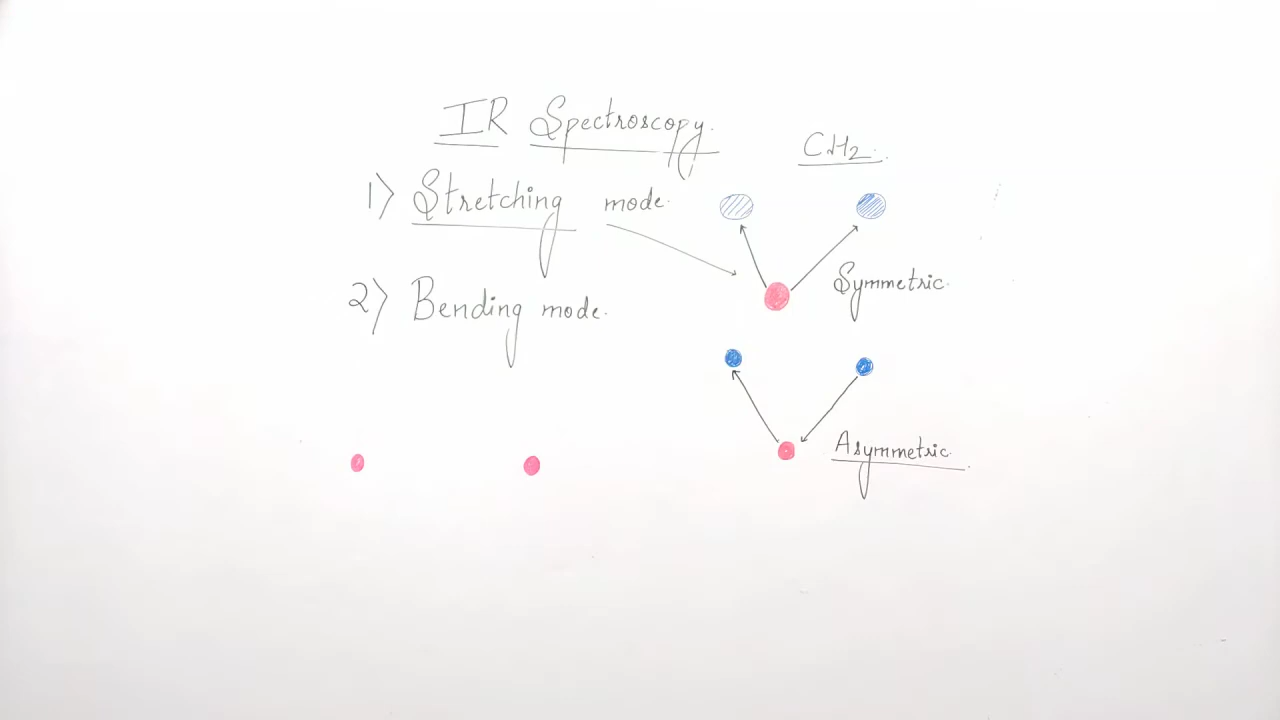 IR Spectroscopy.
CH2.
1) Stretching mode.
Symmetric.
2) Bending mode.
Asymmetric.